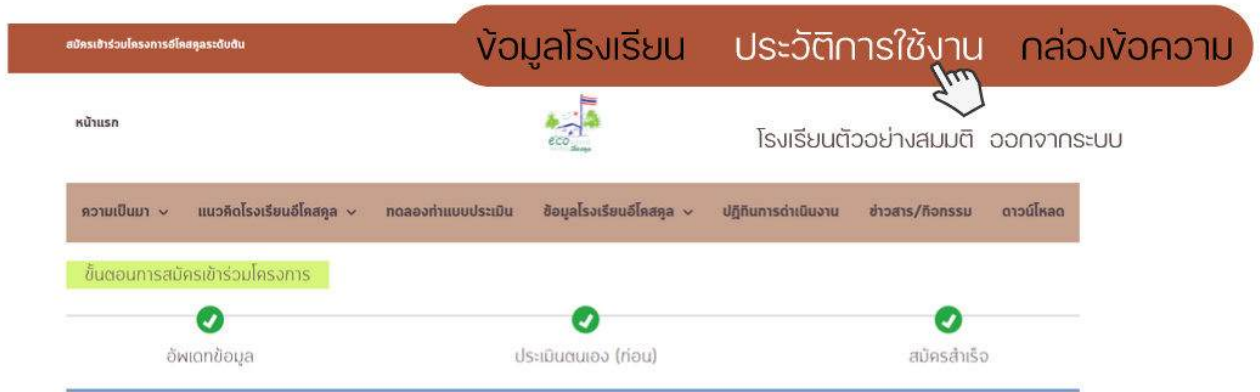 สมัครเข้าร่วมโครงการอีโคสคูลระดับต้น ข้อมูลโรงเรียน ประวัติการใช้งาน กล่องข้อความ
หน้าแรก eco โรงเรียนตัวอย่างสมมติ ออกจากระบบ
ความเป็นมา แนวคิดโรงเรียนอีโคสคูล ทดลองทำแบบประเมิน ข้อมูลโรงเรียนอีโคสคูล ปฏิทินการดำเนินงาน ข่าวสาร/กิจกรรม ดาวน์โหลด
ขั้นตอนการสมัครเข้าร่วมโครงการ
อัพเดทข้อมูล ประเมินตนเอง (ก่อน) สมัครสำเร็จ